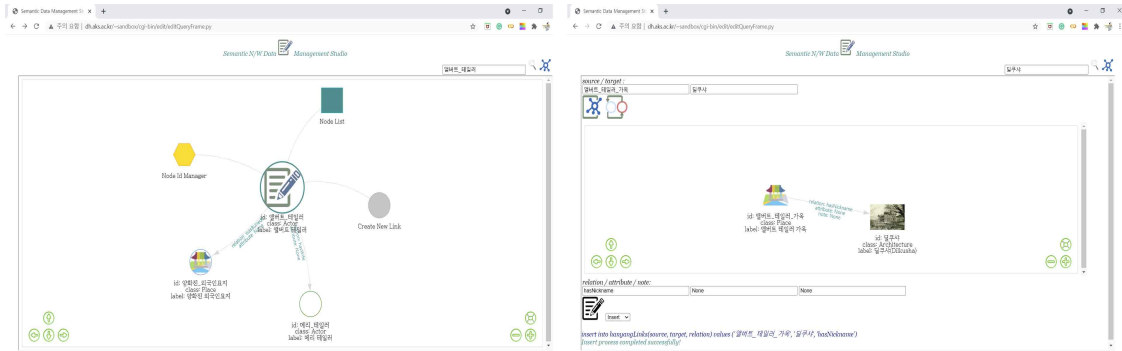 Semantic Data Management St
주의 요함 | dh.aks.ac.kr/~sandbox/cgi-bin/edit/editQueryFrame.py
Semantic N/W Data Management Studio
앨버트_테일러
Node List
Node Id Manager
id: 앨버트_테일러
class: Actor
label: 앨버트 테일러
Create New Link
id: 양화진_외국인묘지
class: Place
label: 양화진 외국인묘지
id: 메리_테일러
class: Actor
label: 메리 테일러
Semantic Data Management St
주의 요함 | dh.aks.ac.kr/~sandbox/cgi-bin/edit/editQueryFrame.py
Semantic N/W Data Management Studio
딜쿠샤
source / target :
앨버트_테일러_가옥 딜쿠샤
relation: hasNickname
attribute: None
note: None
id: 앨버트_테일러_가옥
class: Place
label: 앨버트 테일러 가옥
id: 딜쿠샤
class: Architecture
label: 딜쿠샤(Dilkusha)
relation / attribute / note:
hasNickname None None
Insert
insert into hanyangLinks(source, target, relation) values ('앨버트_테일러_가옥', '딜쿠샤', 'hasNickname')
Insert process completed successfully!